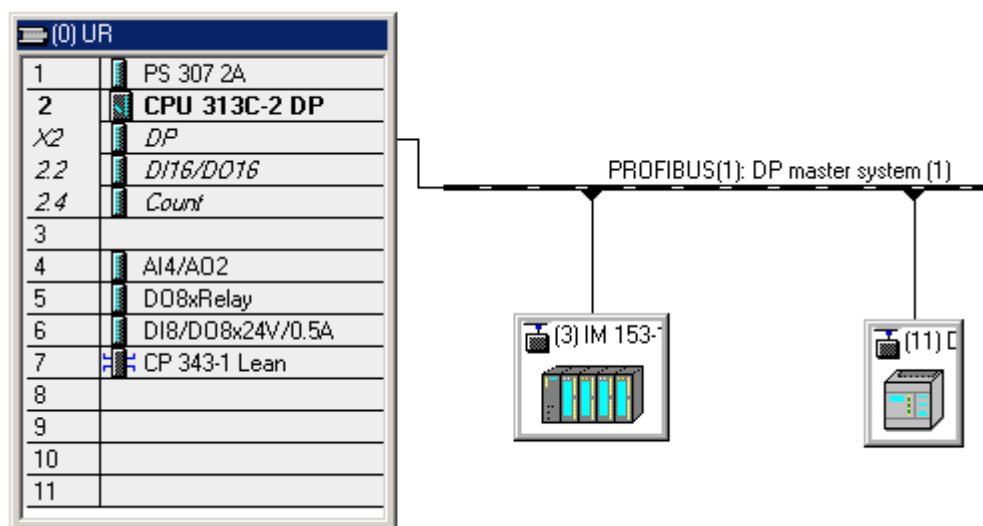 (0) UR
1 PS 307 2A
2 CPU 313C-2 DP
X2 DP
2.2 DI16/DO16
2.4 Count
3
4 AI4/AO2
5 DO8xRelay
6 DI8/DO8x24V/0.5A
7 CP 343-1 Lean
8
9
10
11
PROFIBUS(1): DP master system (1)
(3) IM 153-
(11)